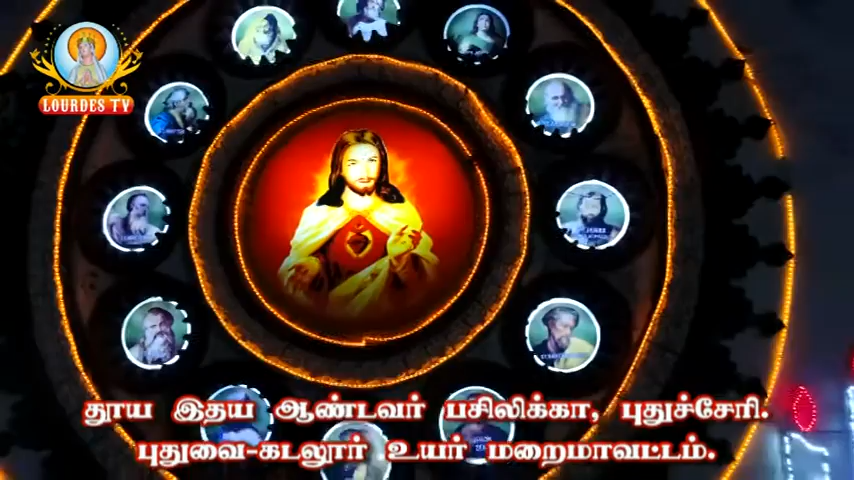 LOURDES TV
தூய இதய ஆண்டவர் பசிலிக்கா, புதுச்சேரி.
புதுவை-கடலூர் உயர் மறைமாவட்டம்.